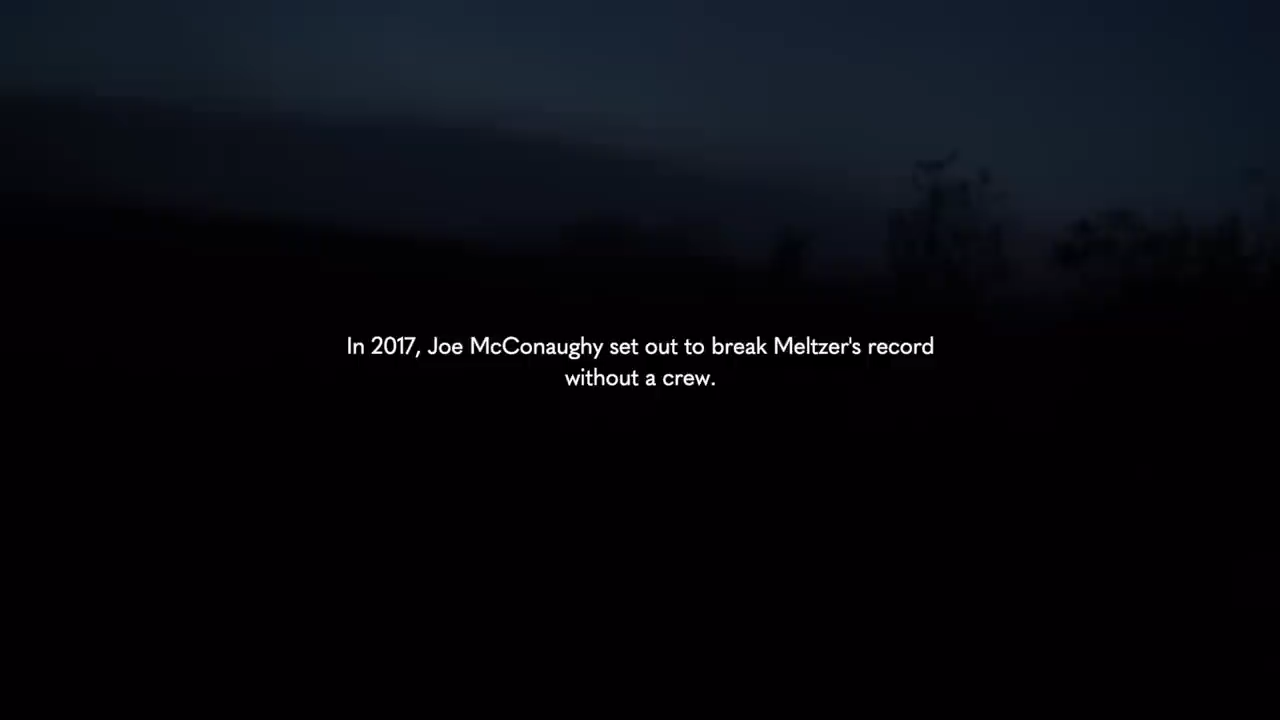 In 2017, Joe McConaughy set out to break Meltzer's record
without a crew.